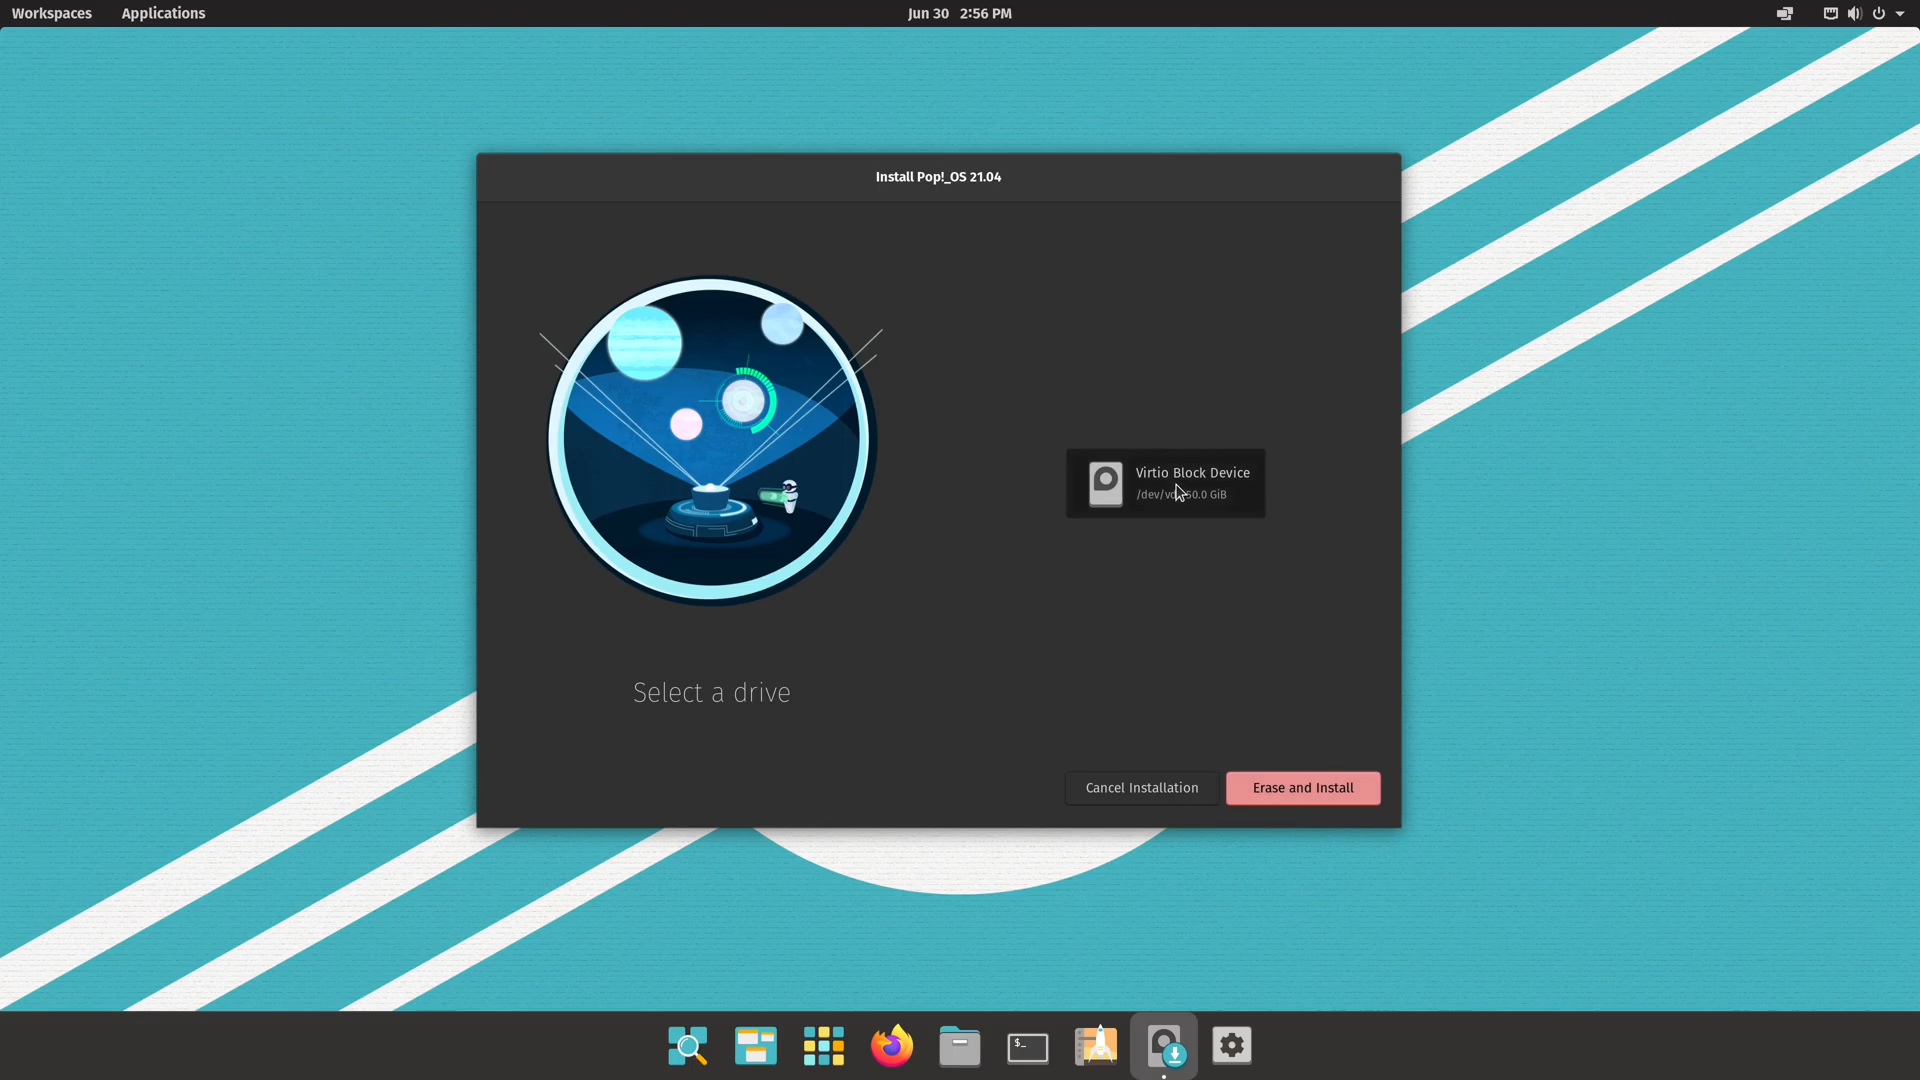 Workspaces Applications Jun 30 2:56 PM
Install Pop!_OS 21.04
Virtio Block Device
50.0 GiB
Select a drive
Cancel Installation Erase and Install
$_